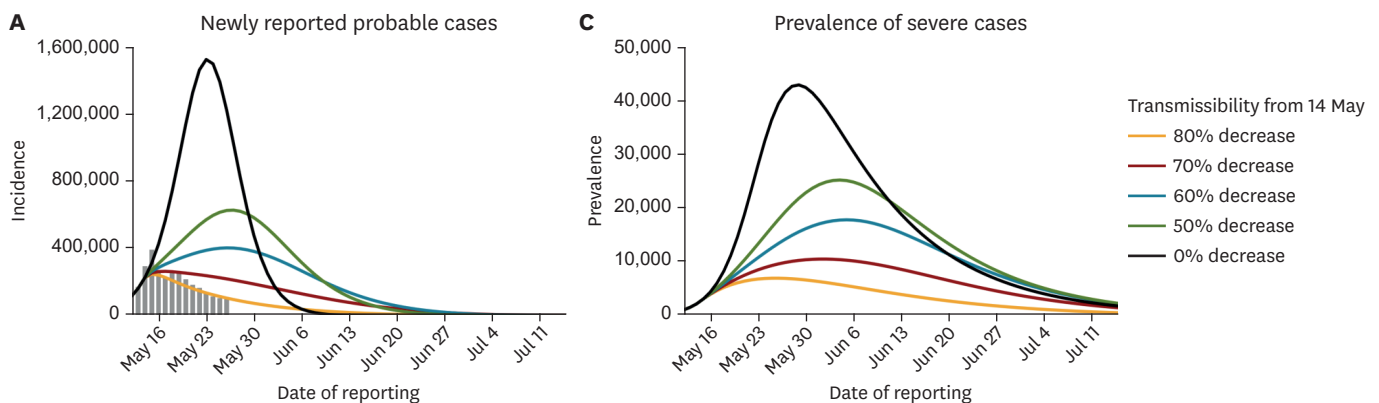 A Newly reported probable cases
1,600,000
1,200,000
800,000
400,000
0
Incidence
May 16
May 23
May 30
Jun 6
Jun 13
Jun 20
Jun 27
Jul 4
Jul 11
Date of reporting
C Prevalence of severe cases
50,000
40,000
30,000
20,000
10,000
0
Prevalence
May 16
May 23
May 30
Jun 6
Jun 13
Jun 20
Jun 27
Jul 4
Jul 11
Date of reporting
Transmissibility from 14 May
80% decrease
70% decrease
60% decrease
50% decrease
0% decrease